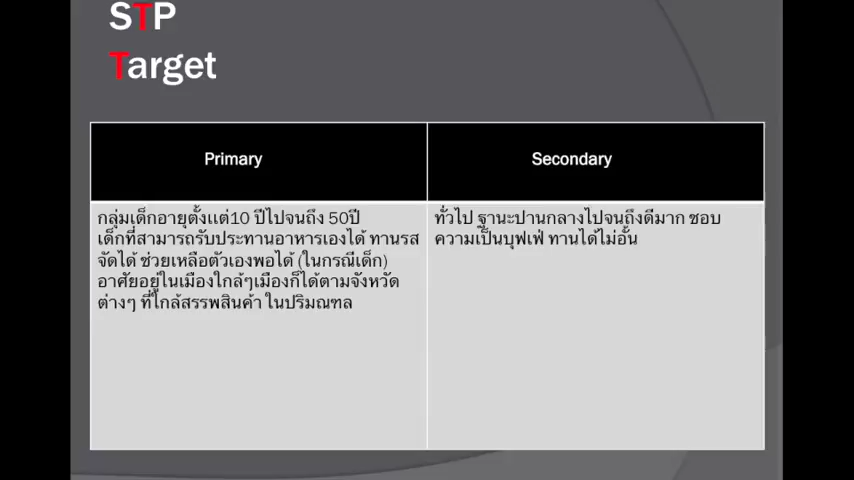 STP
Target
Primary
Secondary
กลุ่มเด็กอายุตั้งแต่10 ปีไปจนถึง 50ปี
เด็กที่สามารถรับประทานอาหารเองได้ ทานรส
จัดได้ ช่วยเหลือตัวเองพอได้ (ในกรณีเด็ก)
อาศัยอยู่ในเมืองใกล้ๆเมืองก็ได้ตามจังหวัด
ต่างๆ ที่ใกล้สรรพสินค้า ในปริมณฑล
ทั่วไป ฐานะปานกลางไปจนถึงดีมาก ชอบ
ความเป็นบุฟเฟ่ ทานได้ไม่อั้น